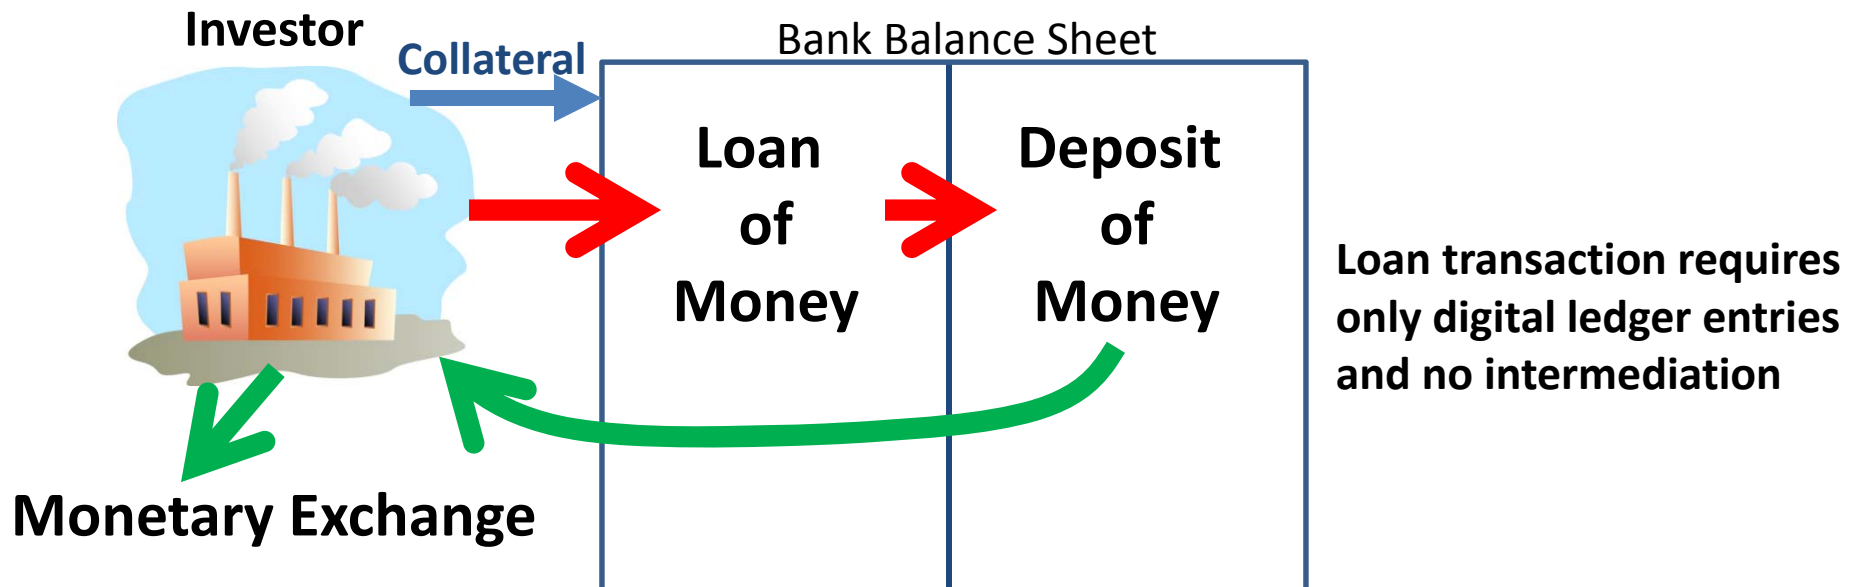 Investor
Collateral
Bank Balance Sheet
Loan
of
Money
Deposit
of
Money
Loan transaction requires
only digital ledger entries
and no intermediation
Monetary Exchange